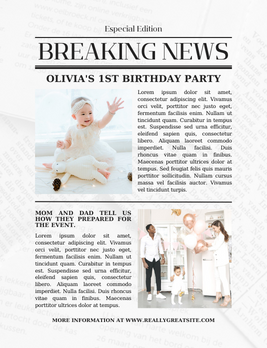 Especial Edition
BREAKING NEWS
OLIVIA'S 1ST BIRTHDAY PARTY
Lorem ipsum dolor sit amet,
consectetur adipiscing elit. Vivamus
orci velit, porttitor nec justo eget,
fermentum facilisis enim. Nullam ut
tincidunt quam. Curabitur in tempus
est. Suspendisse sed urna efficitur,
eleifend sapien quis, consectetur
libero. Aliquam laoreet commodo
imperdiet. Nulla facilisi. Duis
rhoncus vitae quam in finibus.
Maecenas porttitor ultrices dolor at
tempus. Sed feugiat felis quis mauris
porttitor sollicitudin. Nullam cursus
massa vel facilisis auctor. Vivamus
vel tincidunt turpis.
MOM AND DAD TELL US
HOW THEY PREPARED FOR
THE EVENT.
Lorem ipsum dolor sit amet,
consectetur adipiscing elit. Vivamus
orci velit, porttitor nec justo eget,
fermentum facilisis enim. Nullam ut
tincidunt quam. Curabitur in tempus
est. Suspendisse sed urna efficitur,
eleifend sapien quis, consectetur
libero. Aliquam laoreet commodo
imperdiet. Nulla facilisi. Duis rhoncus
vitae quam in finibus. Maecenas
porttitor ultrices dolor at tempus.
MORE INFORMATION AT WWW.REALLYGREATSITE.COM